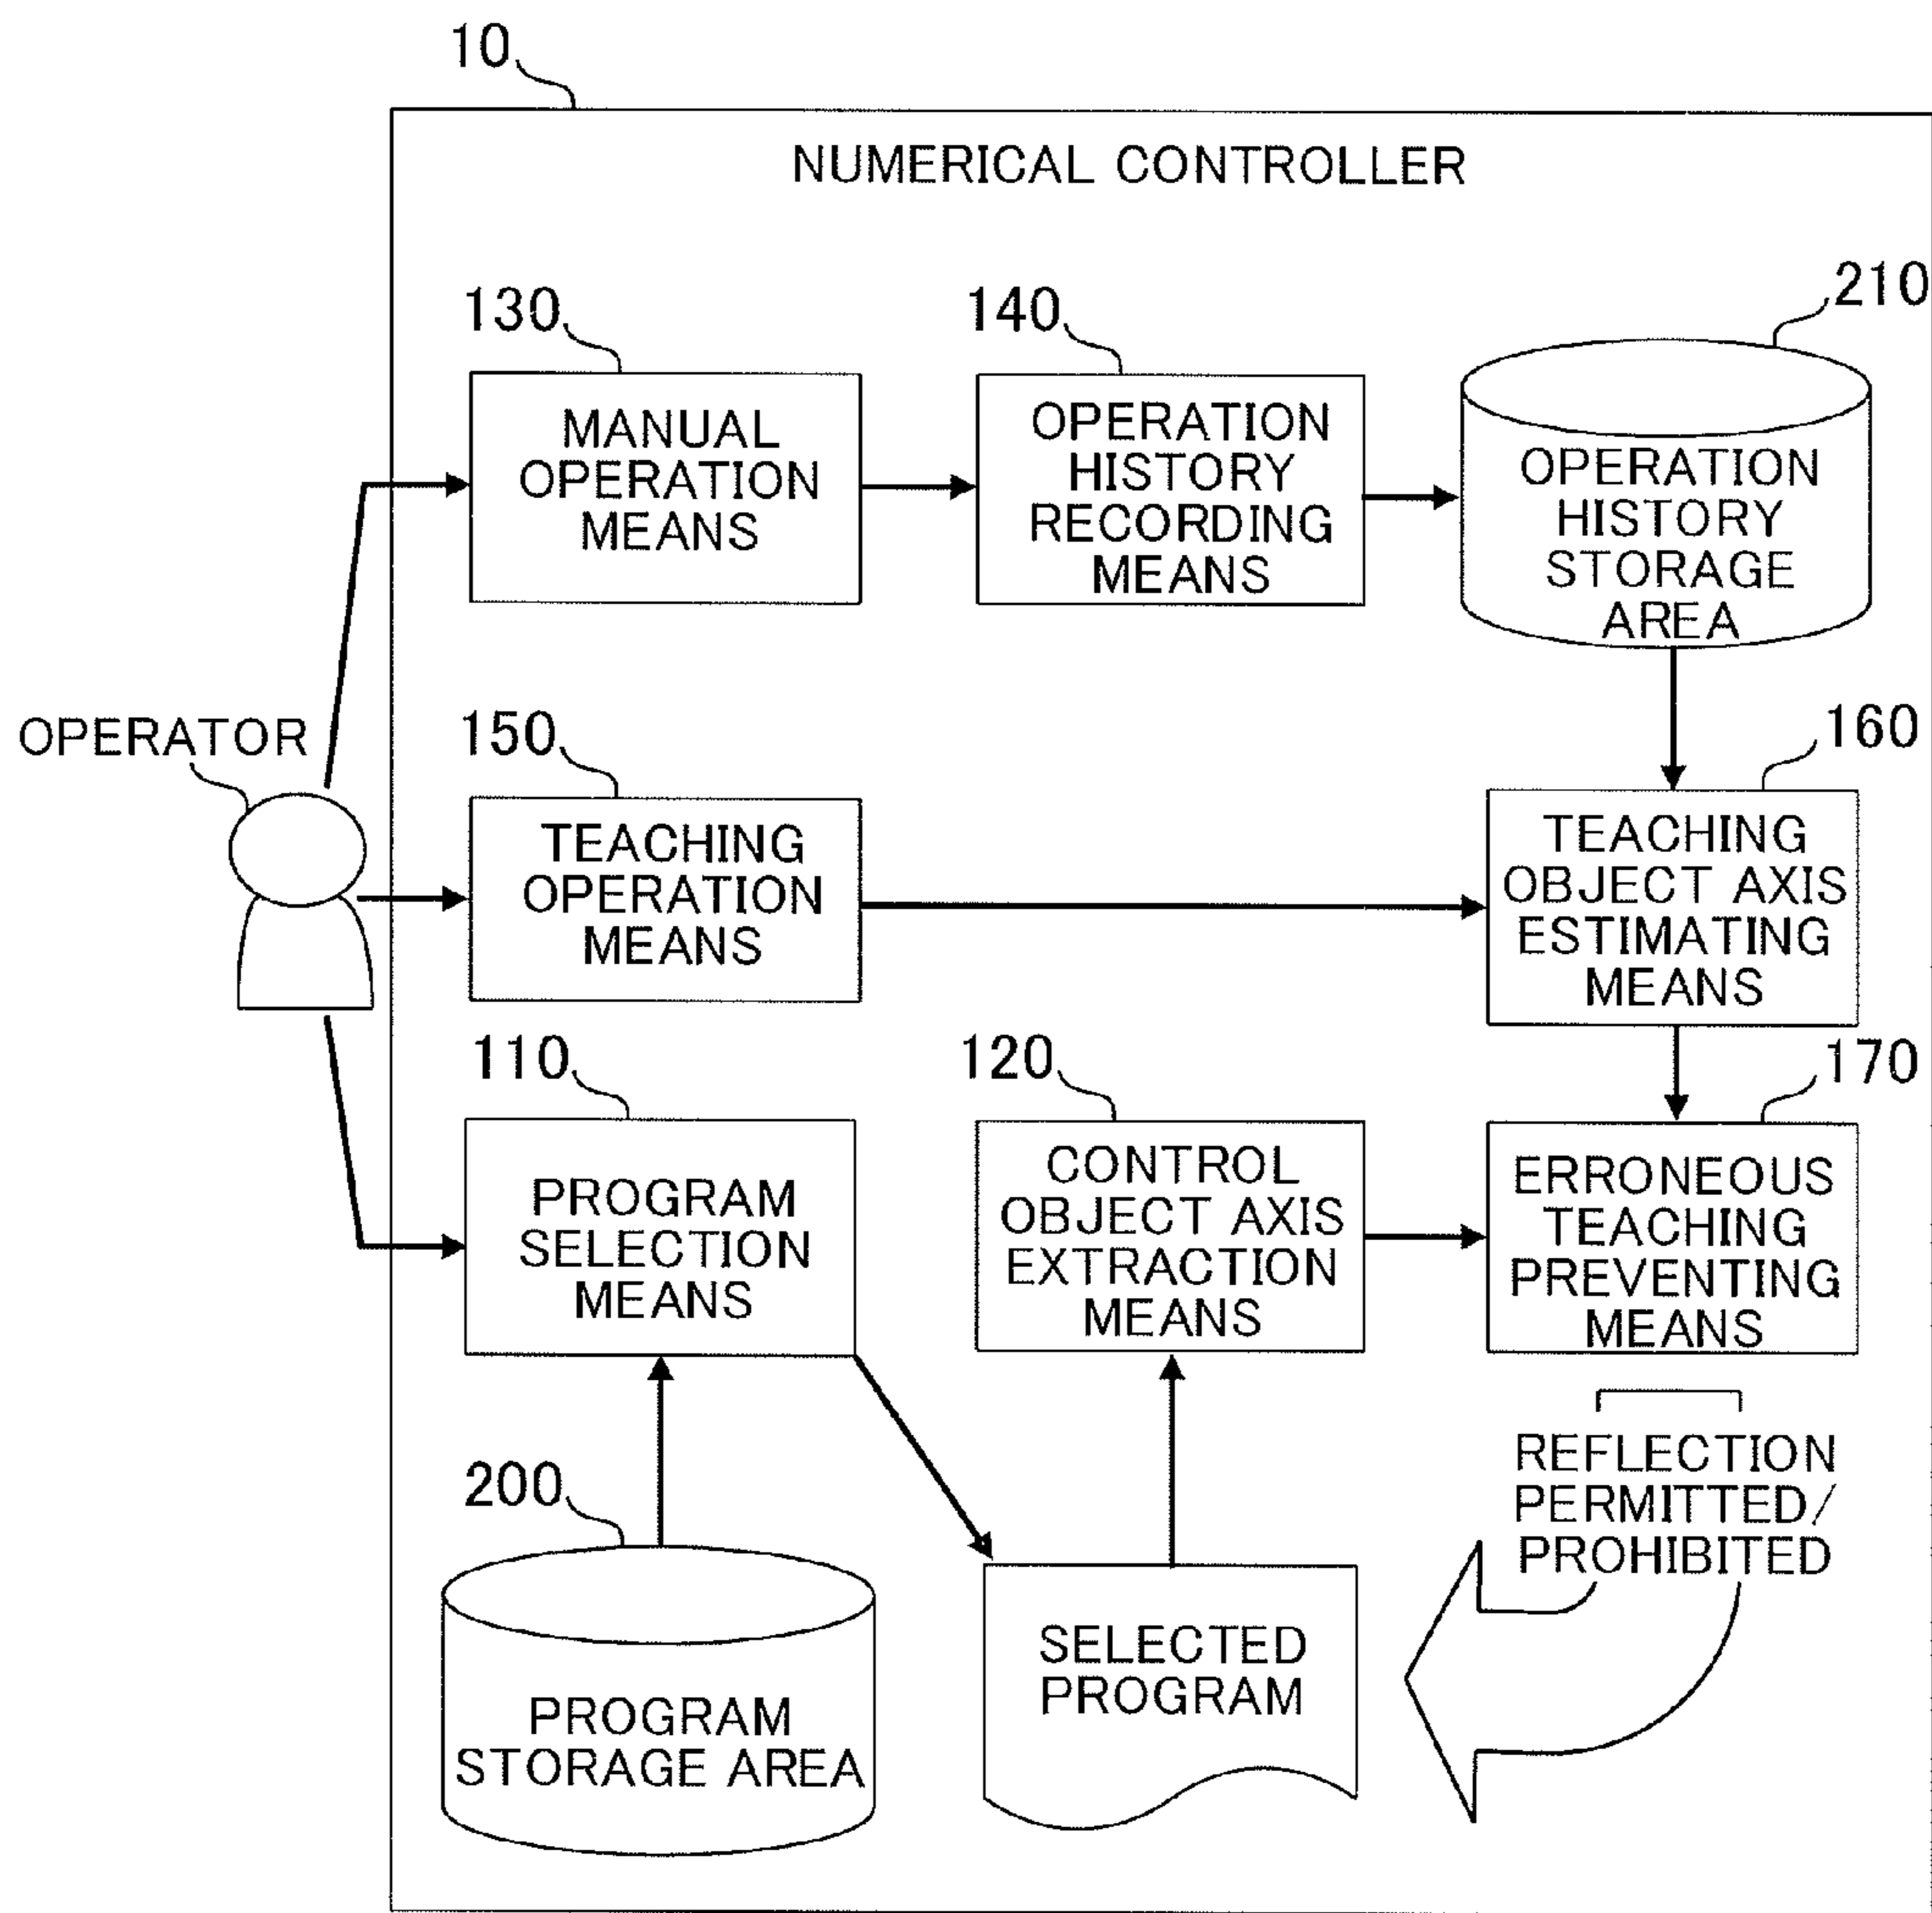 10
NUMERICAL CONTROLLER
130
140
210
MANUAL
OPERATION
MEANS
OPERATION
HISTORY
RECORDING
MEANS
OPERATION
HISTORY
STORAGE
AREA
OPERATOR
150
160
TEACHING
OPERATION
MEANS
TEACHING
OBJECT AXIS
ESTIMATING
MEANS
110
120
170
PROGRAM
SELECTION
MEANS
CONTROL
OBJECT AXIS
EXTRACTION
MEANS
ERRONEOUS
TEACHING
PREVENTING
MEANS
200
PROGRAM
STORAGE AREA
SELECTED
PROGRAM
REFLECTION
PERMITTED/
PROHIBITED